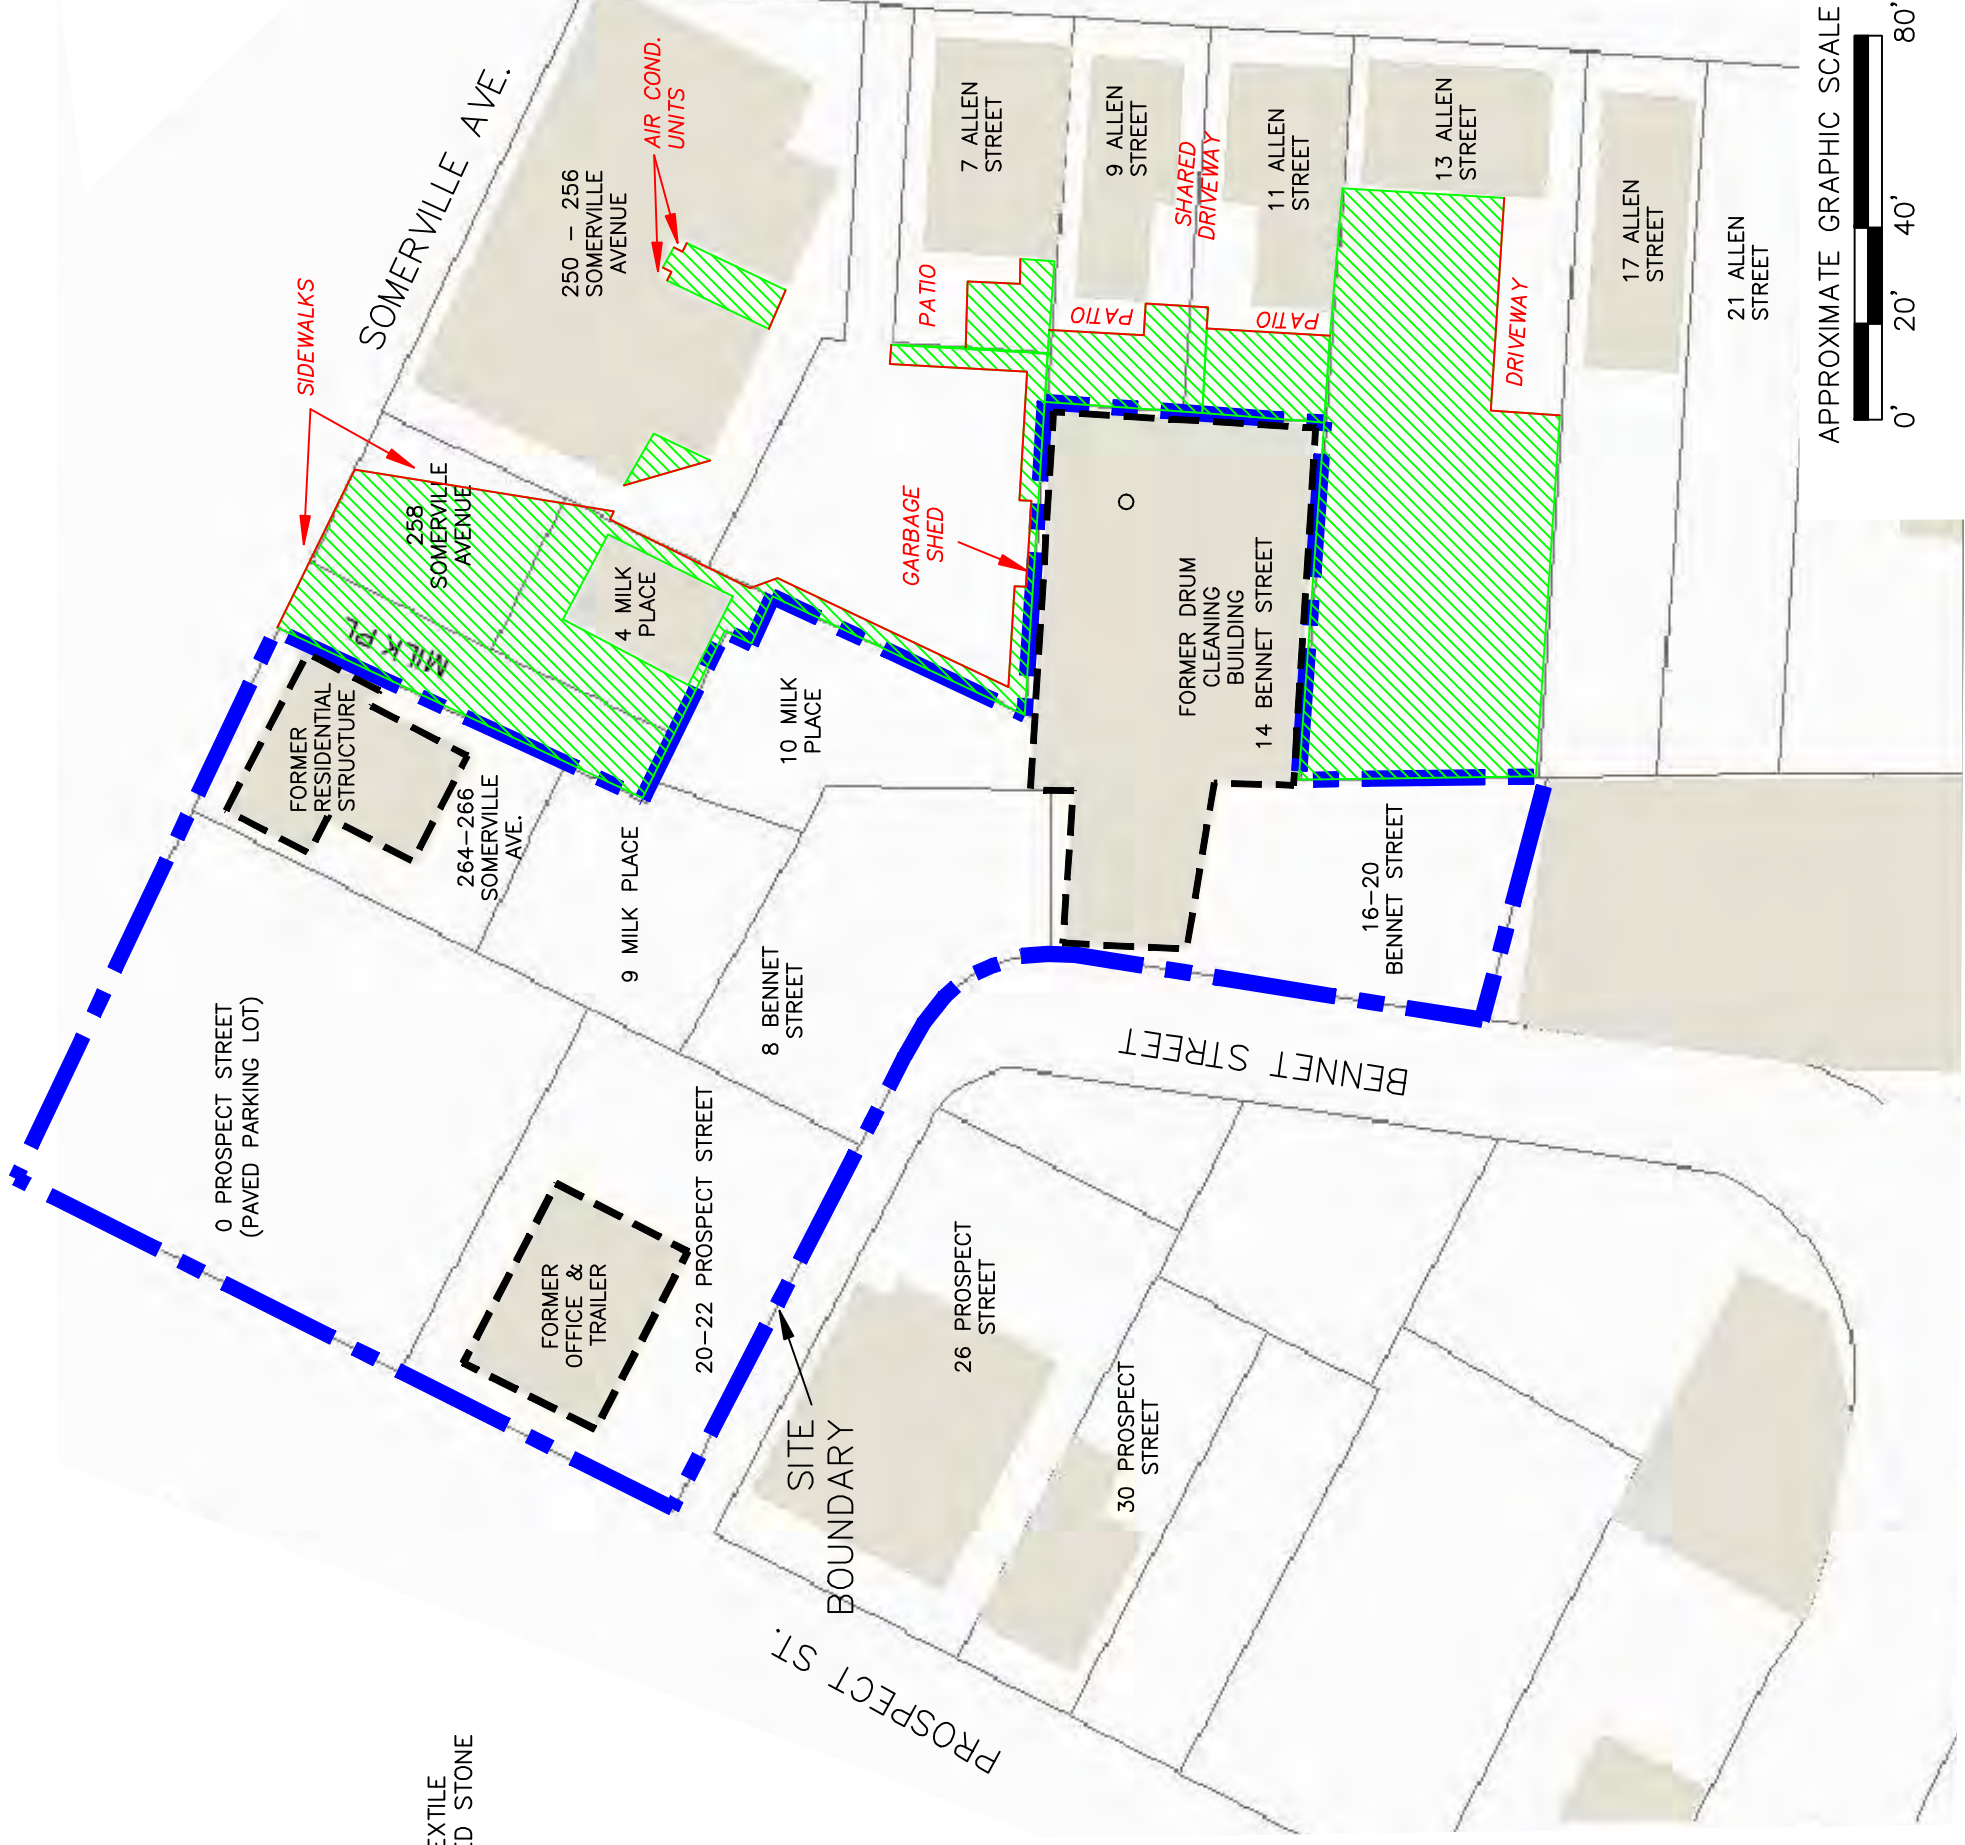 SOMERVILLE AVE.
SIDEWALKS
AIR COND.
UNITS
250 - 256
SOMERVILLE
AVENUE
258
SOMERVILLE
AVENUE
4 MILK
PLACE
MILK PL
FORMER
RESIDENTIAL
STRUCTURE
264-266
SOMERVILLE
AVE.
9 MILK PLACE
10 MILK
PLACE
8 BENNET
STREET
0 PROSPECT STREET
(PAVED PARKING LOT)
FORMER
OFFICE &
TRAILER
20-22 PROSPECT STREET
SITE
BOUNDARY
PROSPECT ST.
26 PROSPECT
STREET
30 PROSPECT
STREET
BENNET STREET
16-20
BENNET STREET
FORMER DRUM
CLEANING
BUILDING
14 BENNET STREET
GARBAGE
SHED
PATIO
PATIO
PATIO
SHARED
DRIVEWAY
DRIVEWAY
7 ALLEN
STREET
9 ALLEN
STREET
11 ALLEN
STREET
13 ALLEN
STREET
17 ALLEN
STREET
21 ALLEN
STREET
APPROXIMATE GRAPHIC SCALE
0' 20' 40' 80'
EXTILE
ED STONE